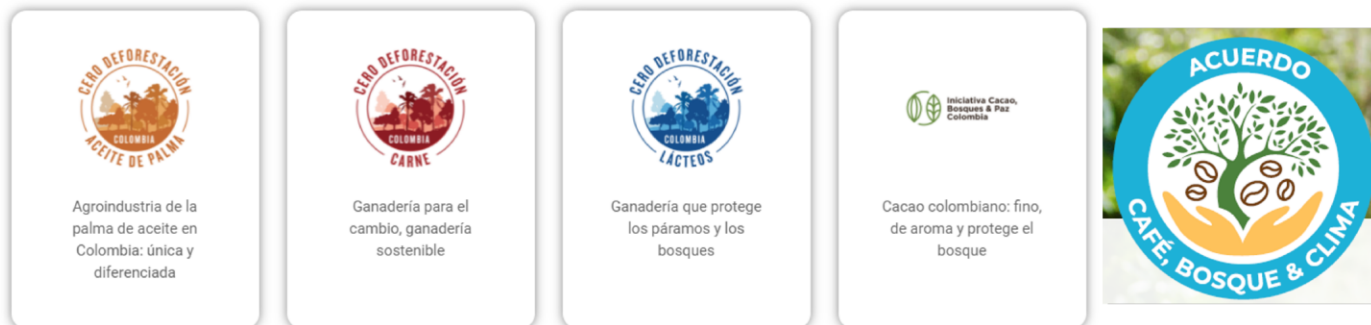 CERO DEFORESTACIÓN
COLOMBIA
ACEITE DE PALMA
Agroindustria de la
palma de aceite en
Colombia: única y
diferenciada
CERO DEFORESTACIÓN
COLOMBIA
CARNE
Ganadería para el
cambio, ganadería
sostenible
CERO DEFORESTACIÓN
COLOMBIA
LÁCTEOS
Ganadería que protege
los páramos y los
bosques
Iniciativa Cacao,
Bosques & Paz
Colombia
Cacao colombiano: fino,
de aroma y protege el
bosque
ACUERDO
CAFÉ, BOSQUE & CLIMA